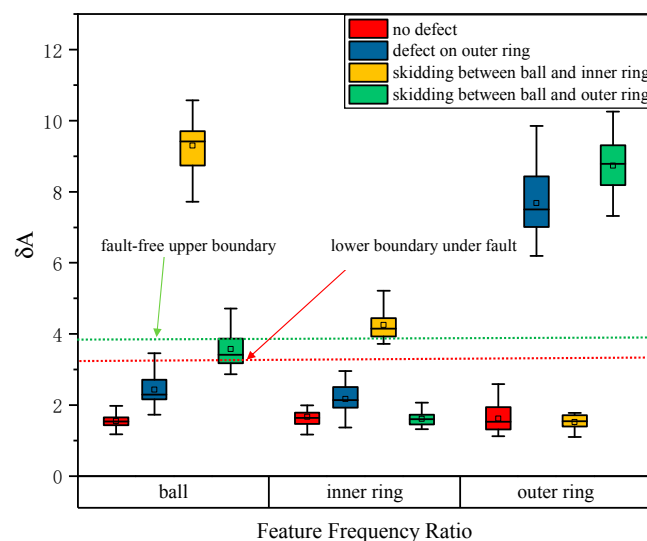 no defect
defect on outer ring
skidding between ball and inner ring
skidding between ball and outer ring
12
10
8
6
4
2
0
δA
fault-free upper boundary
lower boundary under fault
ball
inner ring
outer ring
Feature Frequency Ratio